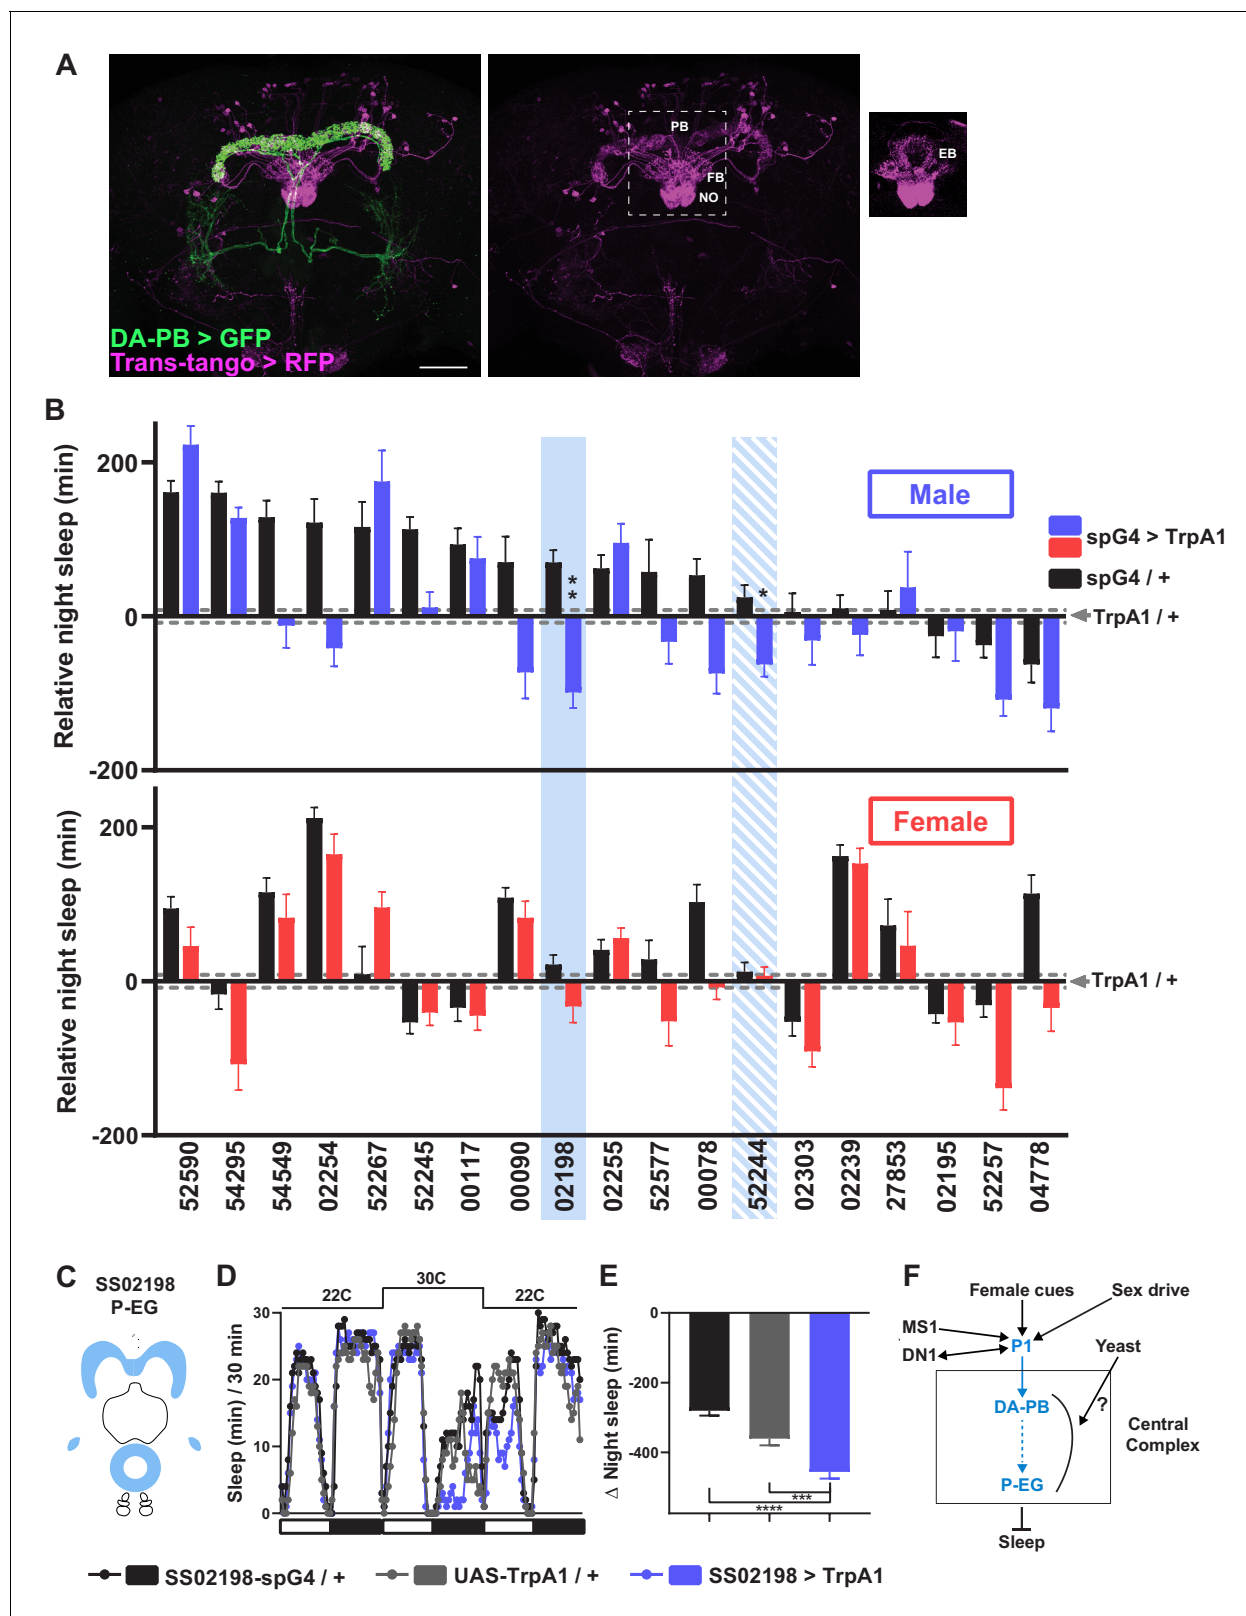 A
PB
FB
NO
EB
DA-PB > GFP
Trans-tango > RFP
B
Relative night sleep (min)
200
0
-200
**
*
Male
spG4 > TrpA1
spG4 / +
TrpA1 / +
Relative night sleep (min)
200
0
-200
Female
TrpA1 / +
52590
54295
54549
02254
52267
52245
00117
00090
02198
02255
52577
00078
52244
02303
02239
27853
02195
52257
04778
C
SS02198
P-EG
D
22C
30C
22C
Sleep (min) / 30 min
30
20
10
0
E
Δ Night sleep (min)
0
-200
-400
***
****
F
Female cues
Sex drive
MS1
DN1
P1
Yeast
DA-PB
?
Central
Complex
P-EG
Sleep
SS02198-spG4 / +
UAS-TrpA1 / +
SS02198 > TrpA1